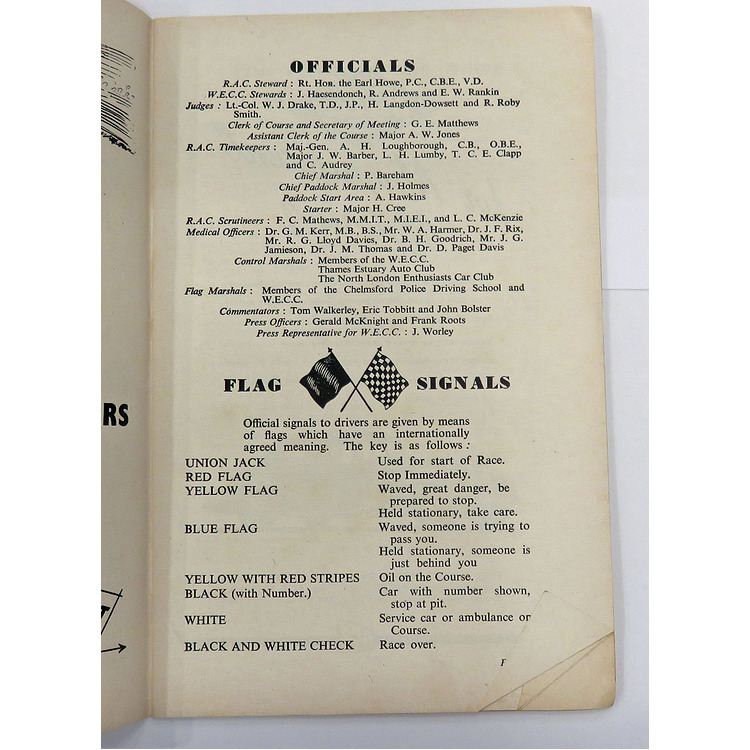 OFFICIALS
R.A.C. Steward : Rt. Hon. the Earl Howe, P.C., C.B.E., V.D.
W.E.C.C. Stewards : J. Haesendonch, R. Andrews and E. W. Rankin
Judges : Lt.-Col. W. J. Drake, T.D., J.P., H. Langdon-Dowsett and R. Roby
Smith.
Clerk of Course and Secretary of Meeting : G. E. Matthews
Assistant Clerk of the Course : Major A. W. Jones
R.A.C. Timekeepers : Maj.-Gen. A. H. Loughborough, C.B., O.B.E.,
Major J. W. Barber, L. H. Lumby, T. C. E. Clapp
and C. Audrey
Chief Marshal : P. Bareham
Chief Paddock Marshal : J. Holmes
Paddock Start Area : A. Hawkins
Starter : Major H. Cree
R.A.C. Scrutineers : F. C. Mathews, M.M.I.T., M.I.E.I., and L. C. McKenzie
Medical Officers : Dr. G. M. Kerr, M.B., B.S., Mr. W. A. Harmer, Dr. J. F. Rix,
Mr. R. G. Lloyd Davies, Dr. B. H. Goodrich, Mr. J. G.
Jamieson, Dr. J. M. Thomas and Dr. D. Paget Davis
Control Marshals : Members of the W.E.C.C.
Thames Estuary Auto Club
The North London Enthusiasts Car Club
Flag Marshals : Members of the Chelmsford Police Driving School and
W.E.C.C.
Commentators : Tom Walkerley, Eric Tobbitt and John Bolster
Press Officers : Gerald McKnight and Frank Roots
Press Representative for W.E.C.C : J. Worley
FLAG SIGNALS
Official signals to drivers are given by means
of flags which have an internationally
agreed meaning. The key is as follows :
UNION JACK Used for start of Race.
RED FLAG Stop Immediately.
YELLOW FLAG Waved, great danger, be
prepared to stop.
Held stationary, take care.
BLUE FLAG Waved, someone is trying to
pass you.
Held stationary, someone is
just behind you
YELLOW WITH RED STRIPES Oil on the Course.
BLACK (with Number.) Car with number shown,
stop at pit.
WHITE Service car or ambulance or
Course.
BLACK AND WHITE CHECK Race over.
F
RS